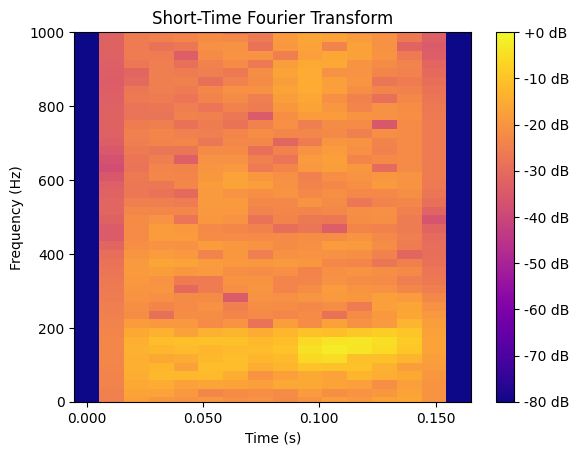 Short-Time Fourier Transform
Frequency (Hz)
1000
800
600
400
200
0
0.000
0.050
0.100
0.150
Time (s)
+0 dB
-10 dB
-20 dB
-30 dB
-40 dB
-50 dB
-60 dB
-70 dB
-80 dB